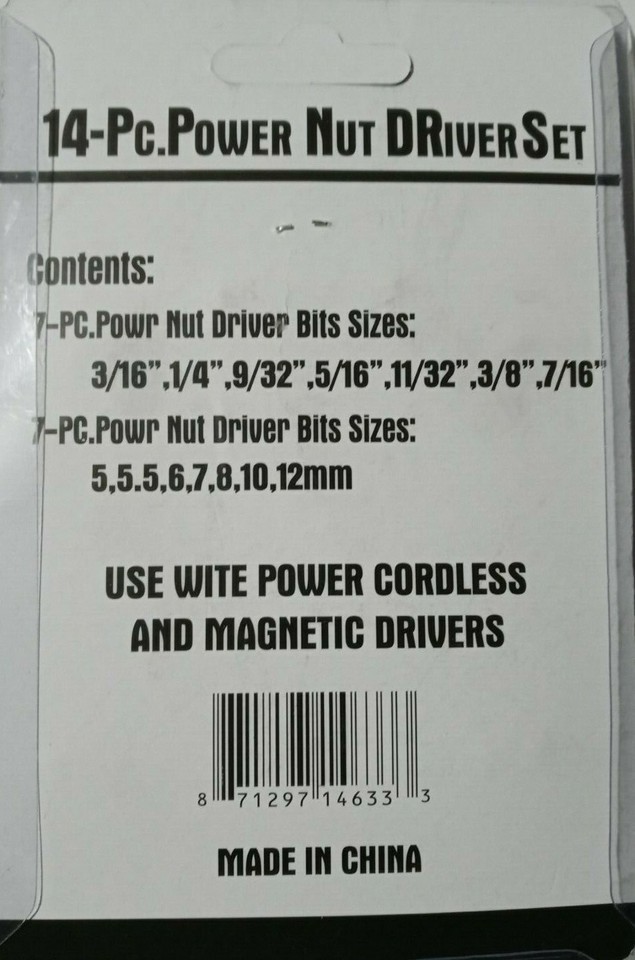 14-Pc.Power Nut DRiver Set
Contents:
7-PC.Powr Nut Driver Bits Sizes:
3/16”,1/4”,9/32”,5/16”,11/32”,3/8”,7/16”
7-PC.Powr Nut Driver Bits Sizes:
5,5.5,6,7,8,10,12mm
USE WITE POWER CORDLESS
AND MAGNETIC DRIVERS
8 71297 14633 3
MADE IN CHINA